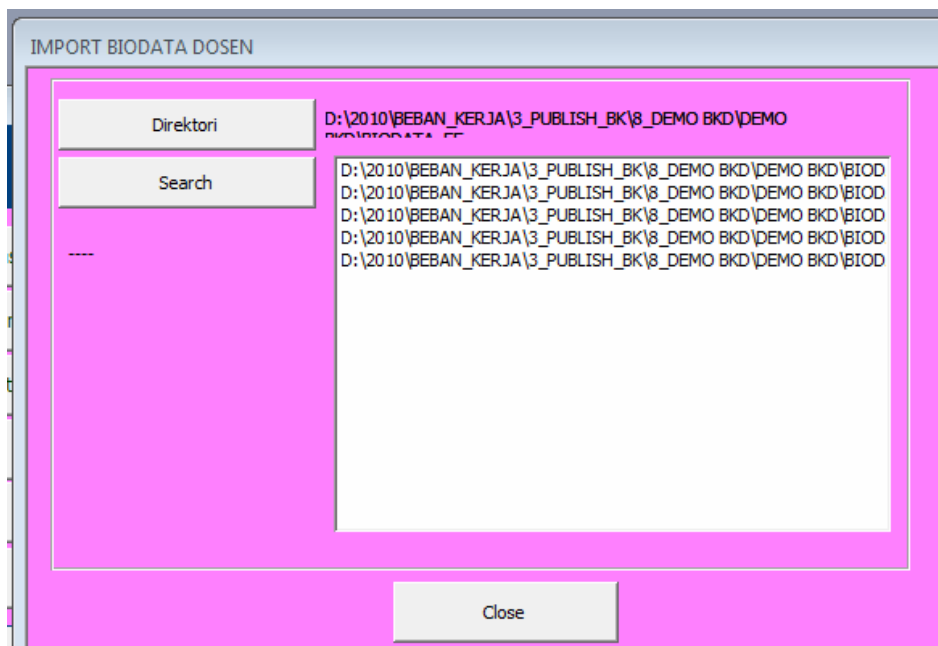 IMPORT BIODATA DOSEN
Direktori
D:\2010\BEBAN_KERJA\3_PUBLISH_BK\8_DEMO BKD\DEMO
Search
D:\2010\BEBAN_KERJA\3_PUBLISH_BK\8_DEMO BKD\DEMO BKD\BIOD
D:\2010\BEBAN_KERJA\3_PUBLISH_BK\8_DEMO BKD\DEMO BKD\BIOD
D:\2010\BEBAN_KERJA\3_PUBLISH_BK\8_DEMO BKD\DEMO BKD\BIOD
D:\2010\BEBAN_KERJA\3_PUBLISH_BK\8_DEMO BKD\DEMO BKD\BIOD
D:\2010\BEBAN_KERJA\3_PUBLISH_BK\8_DEMO BKD\DEMO BKD\BIOD
----
Close